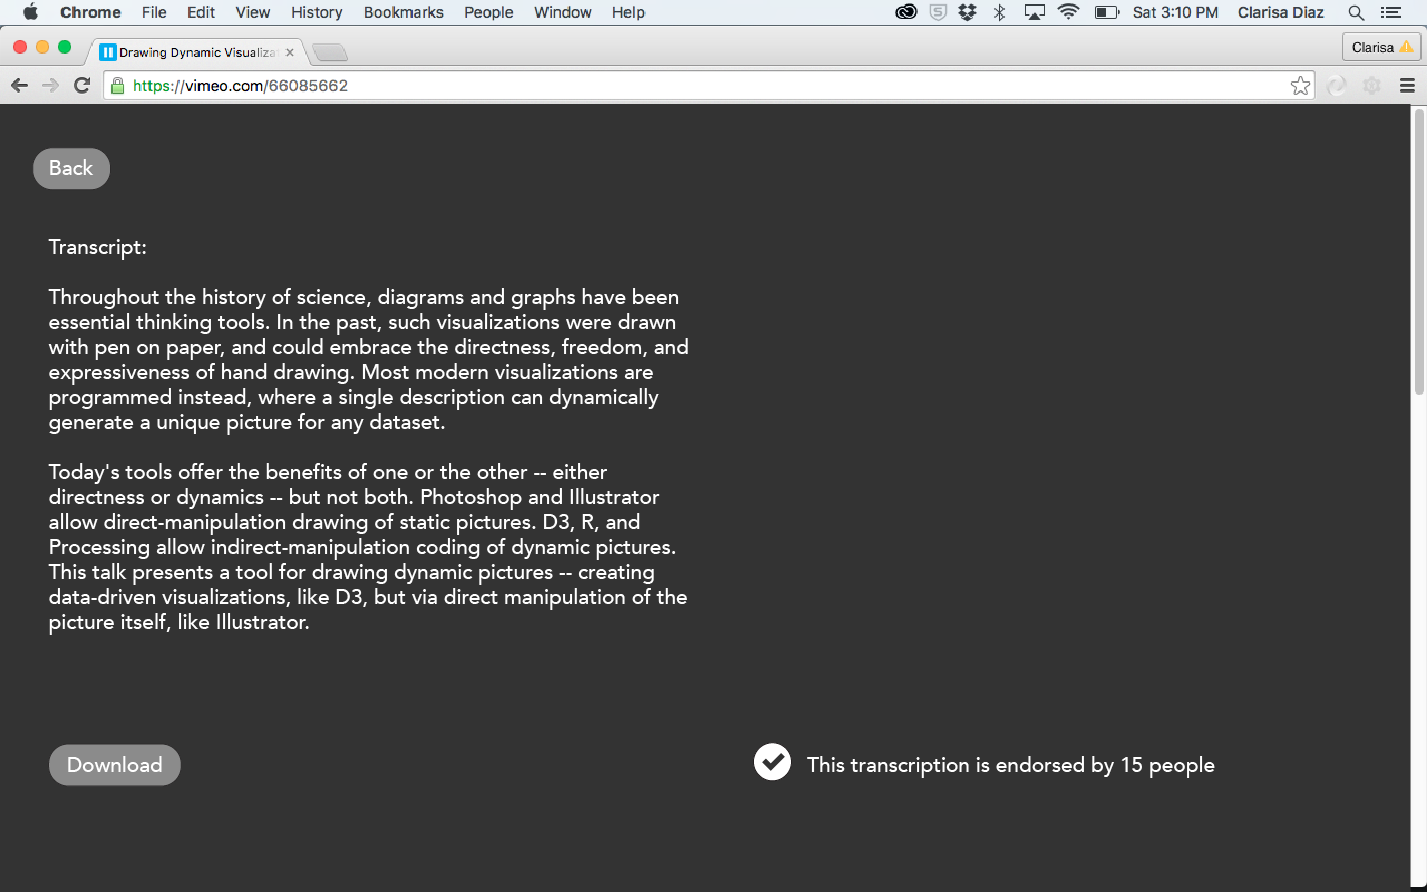 Chrome File Edit View History Bookmarks People Window Help Sat 3:10 PM Clarisa Diaz
Drawing Dynamic Visualiza Clarisa
https://vimeo.com/66085662
Back
Transcript:
Throughout the history of science, diagrams and graphs have been
essential thinking tools. In the past, such visualizations were drawn
with pen on paper, and could embrace the directness, freedom, and
expressiveness of hand drawing. Most modern visualizations are
programmed instead, where a single description can dynamically
generate a unique picture for any dataset.
Today's tools offer the benefits of one or the other -- either
directness or dynamics -- but not both. Photoshop and Illustrator
allow direct-manipulation drawing of static pictures. D3, R, and
Processing allow indirect-manipulation coding of dynamic pictures.
This talk presents a tool for drawing dynamic pictures -- creating
data-driven visualizations, like D3, but via direct manipulation of the
picture itself, like Illustrator.
Download This transcription is endorsed by 15 people